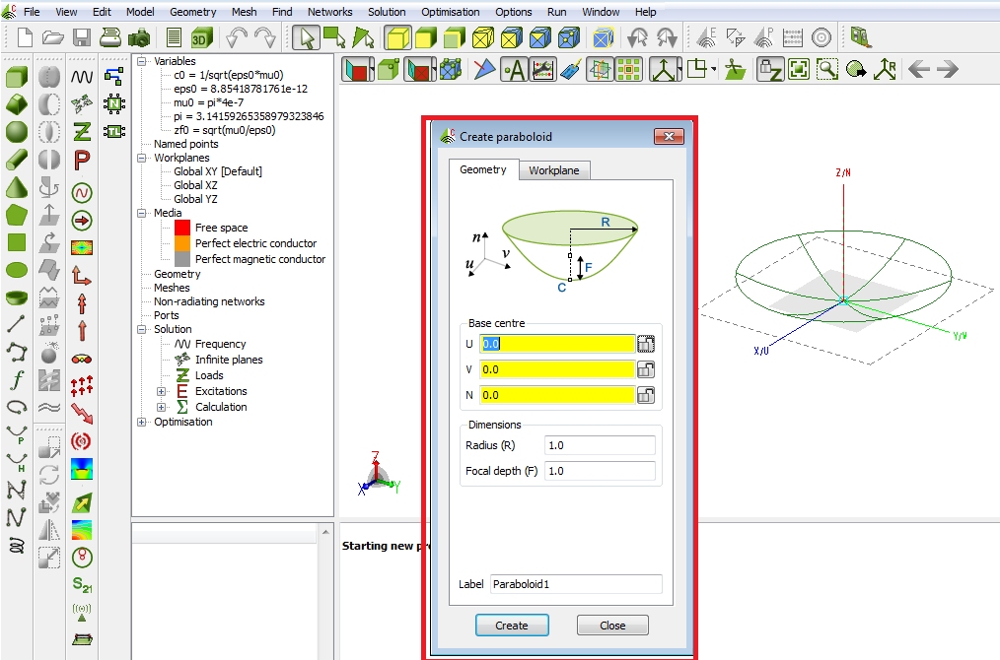 File View Edit Model Geometry Mesh Find Networks Solution Optimisation Options Run Window Help
3D
E P
N
TL
Z
P
A
Z
R
f
P
H
S21
Variables
c0 = 1/sqrt(eps0*mu0)
eps0 = 8.85418781761e-12
mu0 = pi*4e-7
pi = 3.14159265358979323846
zf0 = sqrt(mu0/eps0)
Named points
Workplanes
Global XY [Default]
Global XZ
Global YZ
Media
Free space
Perfect electric conductor
Perfect magnetic conductor
Geometry
Meshes
Non-radiating networks
Ports
Solution
Frequency
Infinite planes
Z Loads
E Excitations
Σ Calculation
Optimisation
Z
X Y
Starting new pr
Create paraboloid
Geometry Workplane
R
n
v
u
F
C
Base centre
U 0.0
V 0.0
N 0.0
Dimensions
Radius (R) 1.0
Focal depth (F) 1.0
Label Paraboloid1
Create Close
Z/N
Y/V
X/U